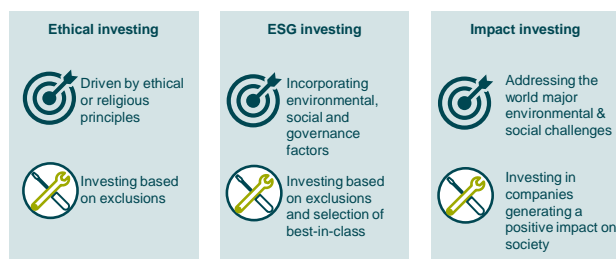 Ethical investing
Driven by ethical
or religious
principles
Investing based
on exclusions
ESG investing
Incorporating
environmental,
social and
governance
factors
Investing based
on exclusions
and selection of
best-in-class
Impact investing
Addressing the
world major
environmental &
social challenges
Investing in
companies
generating a
positive impact on
society